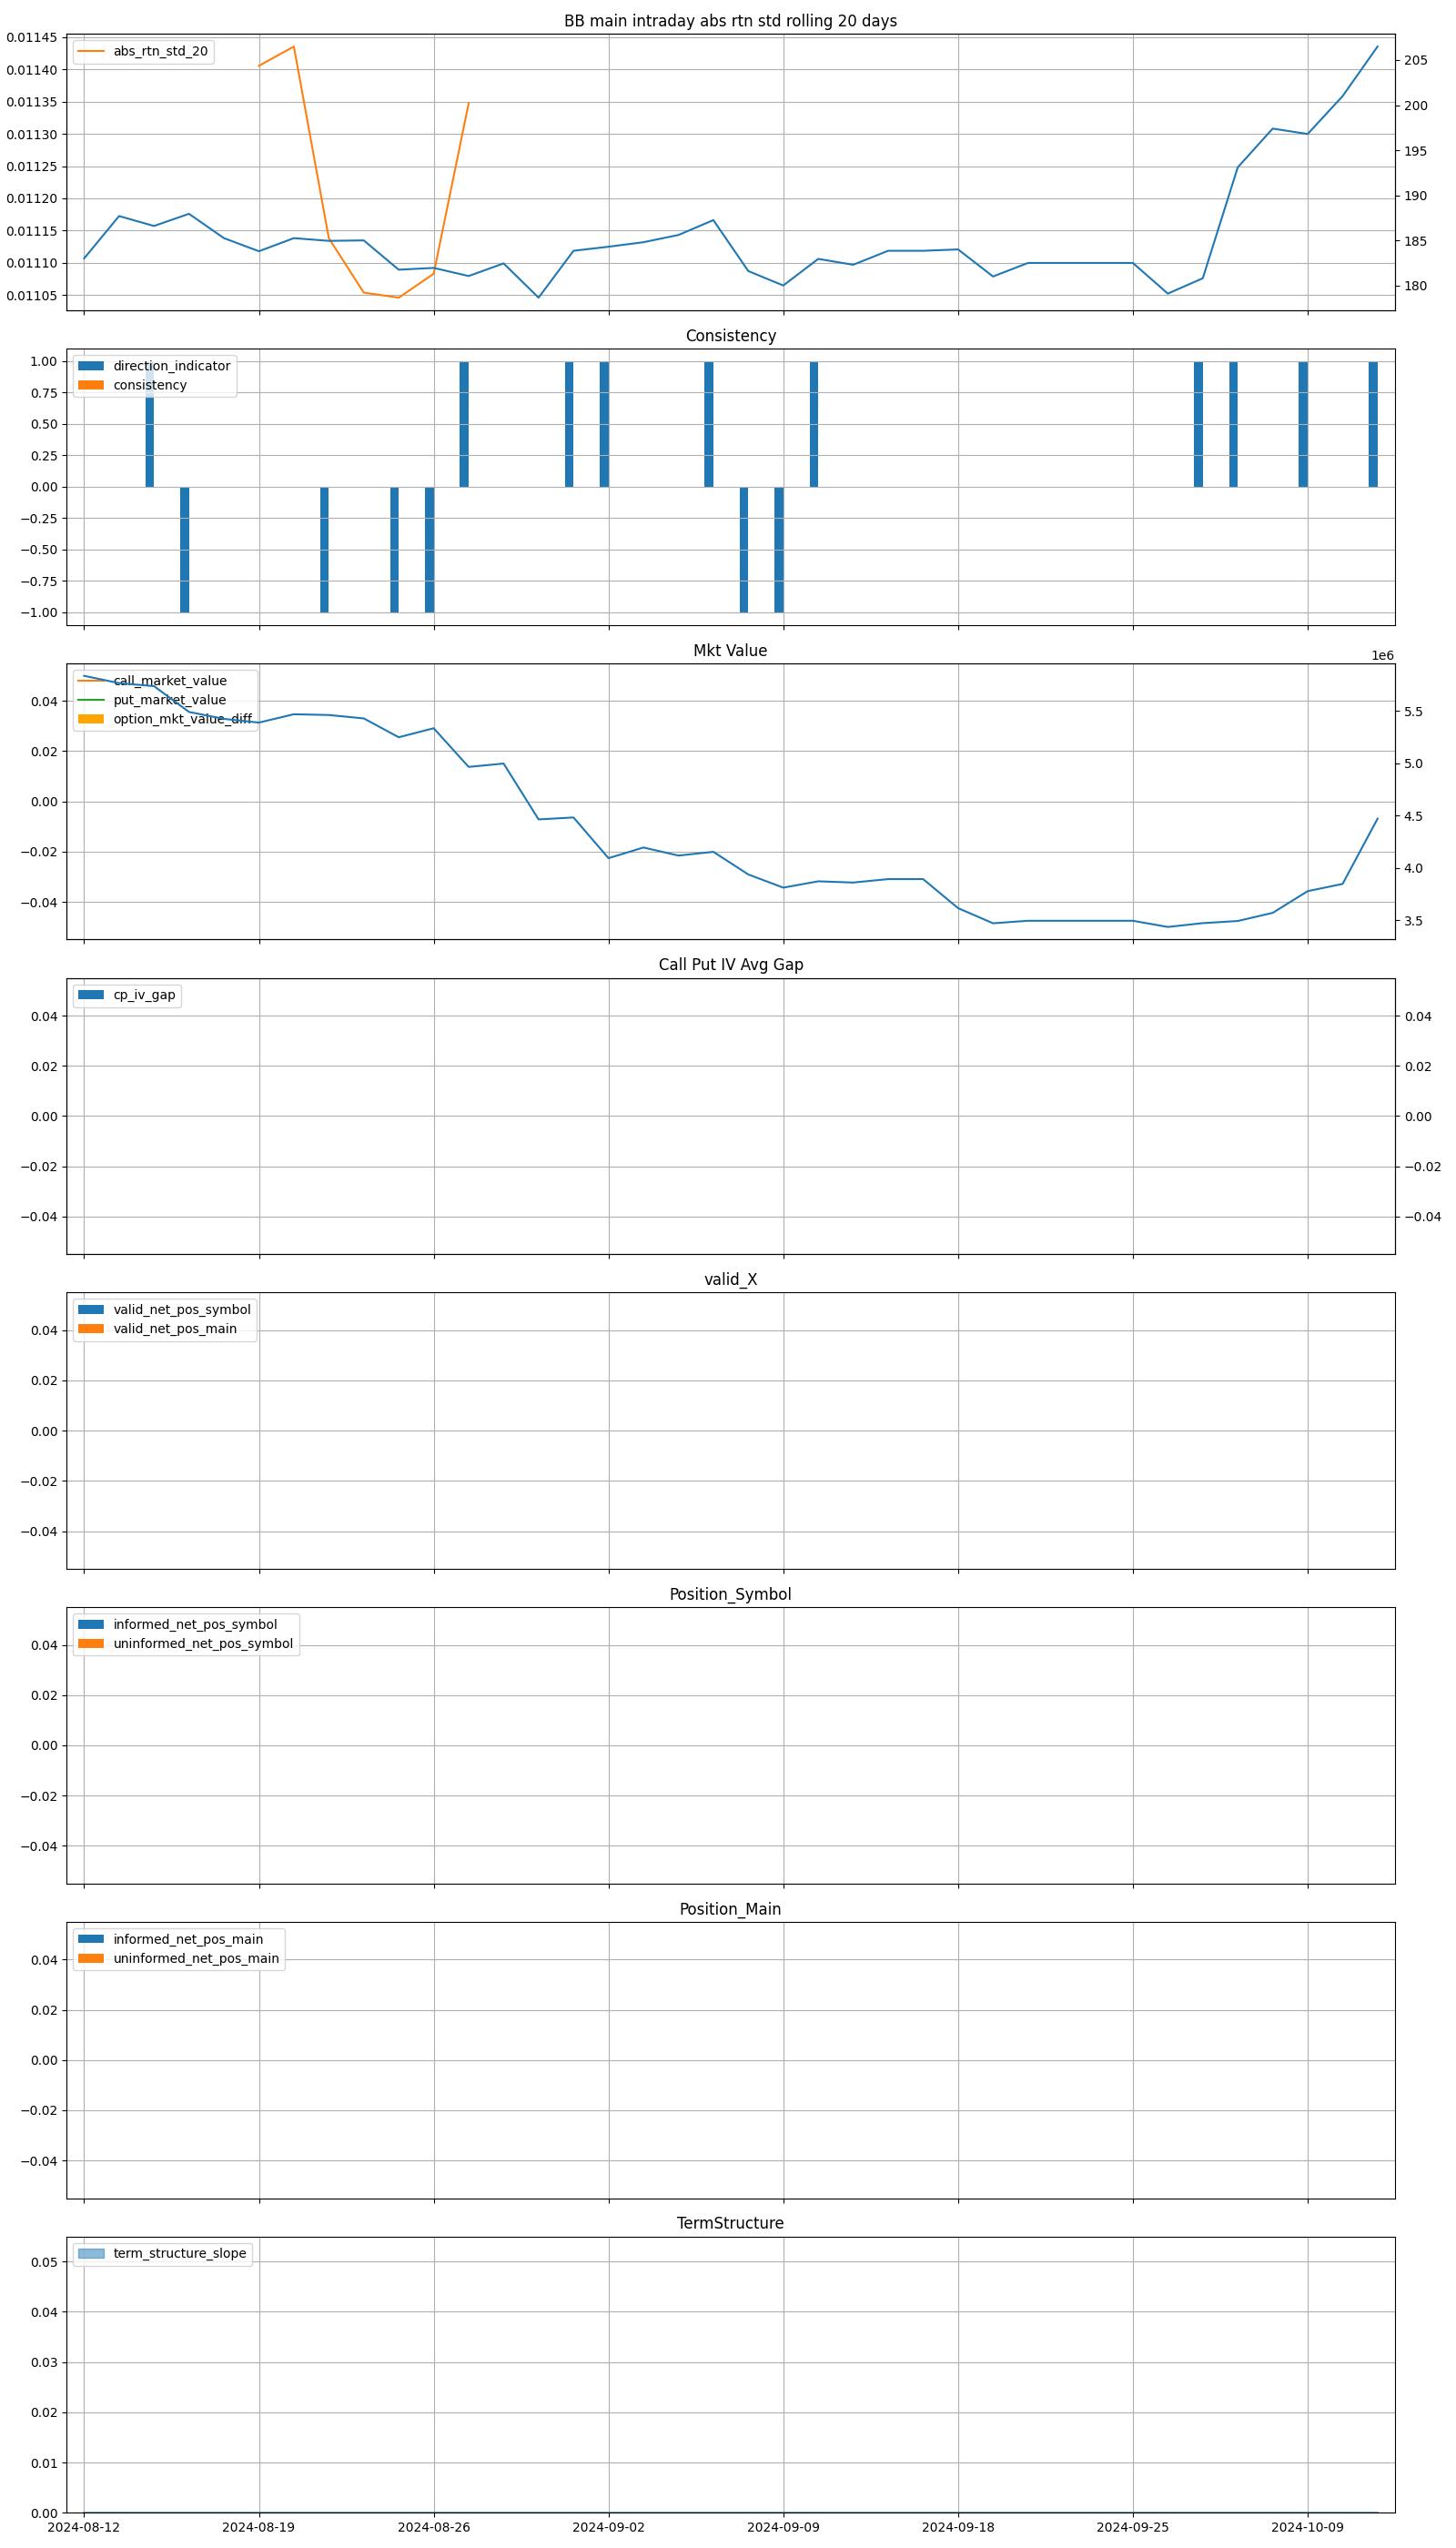 BB main intraday abs rtn std rolling 20 days
abs_rtn_std_20
0.01145
0.01140
0.01135
0.01130
0.01125
0.01120
0.01115
0.01110
0.01105
205
200
195
190
185
180
Consistency
direction_indicator
consistency
1.00
0.75
0.50
0.25
0.00
−0.25
−0.50
−0.75
−1.00
Mkt Value
1e6
call_market_value
put_market_value
option_mkt_value_diff
0.04
0.02
0.00
−0.02
−0.04
5.5
5.0
4.5
4.0
3.5
Call Put IV Avg Gap
cp_iv_gap
0.04
0.02
0.00
−0.02
−0.04
0.04
0.02
0.00
−0.02
−0.04
valid_X
valid_net_pos_symbol
valid_net_pos_main
0.04
0.02
0.00
−0.02
−0.04
Position_Symbol
informed_net_pos_symbol
uninformed_net_pos_symbol
0.04
0.02
0.00
−0.02
−0.04
Position_Main
informed_net_pos_main
uninformed_net_pos_main
0.04
0.02
0.00
−0.02
−0.04
TermStructure
term_structure_slope
0.05
0.04
0.03
0.02
0.01
0.00
2024-08-12 2024-08-19 2024-08-26 2024-09-02 2024-09-09 2024-09-18 2024-09-25 2024-10-09